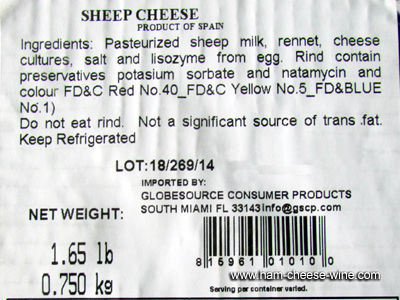 SHEEP CHEESE
PRODUCT OF SPAIN
Ingredients: Pasteurized sheep milk, rennet, cheese
cultures, salt and lisozyme from egg. Rind contain
preservatives potasium sorbate and natamycin and
colour FD&C Red No.40_FD&C Yellow No.5_FD&BLUE
No.1)
Do not eat rind. Not a significant source of trans .fat.
Keep Refrigerated
LOT:18/269/14
IMPORTED BY:
GLOBESOURCE CONSUMER PRODUCTS
SOUTH MIAMI FL 33143info@gscp.com
NET WEIGHT:
1.65 lb
0.750 kg
8 15961 01010 0
www.ham-cheese-wine.com
Serving per container varied.